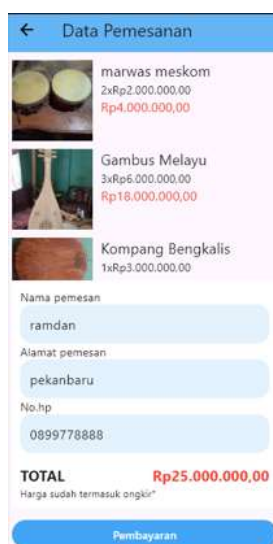 Data Pemesanan
marwas meskom
2xRp2.000.000.00
Rp4.000.000,00
Gambus Melayu
3xRp6.000.000.00
Rp18.000.000,00
Kompang Bengkalis
1xRp3.000.000.00
Nama pemesan
ramdan
Alamat pemesan
pekanbaru
No.hp
0899778888
TOTAL Rp25.000.000,00
Harga sudah termasuk ongkir*
Pembayaran